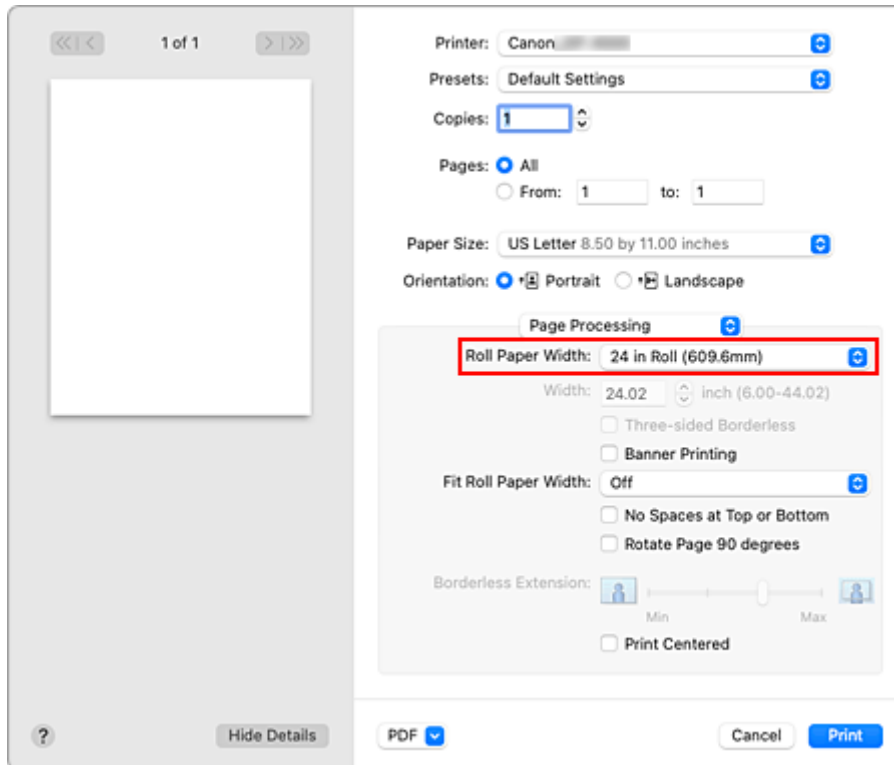 1 of 1
Printer: Canon
Presets: Default Settings
Copies: 1
Pages: All
From: 1 to: 1
Paper Size: US Letter 8.50 by 11.00 inches
Orientation: Portrait Landscape
Page Processing
Roll Paper Width: 24 in Roll (609.6mm)
Width: 24.02 inch (6.00-44.02)
Three-sided Borderless
Banner Printing
Fit Roll Paper Width: Off
No Spaces at Top or Bottom
Rotate Page 90 degrees
Borderless Extension:
Min Max
Print Centered
? Hide Details PDF Cancel Print